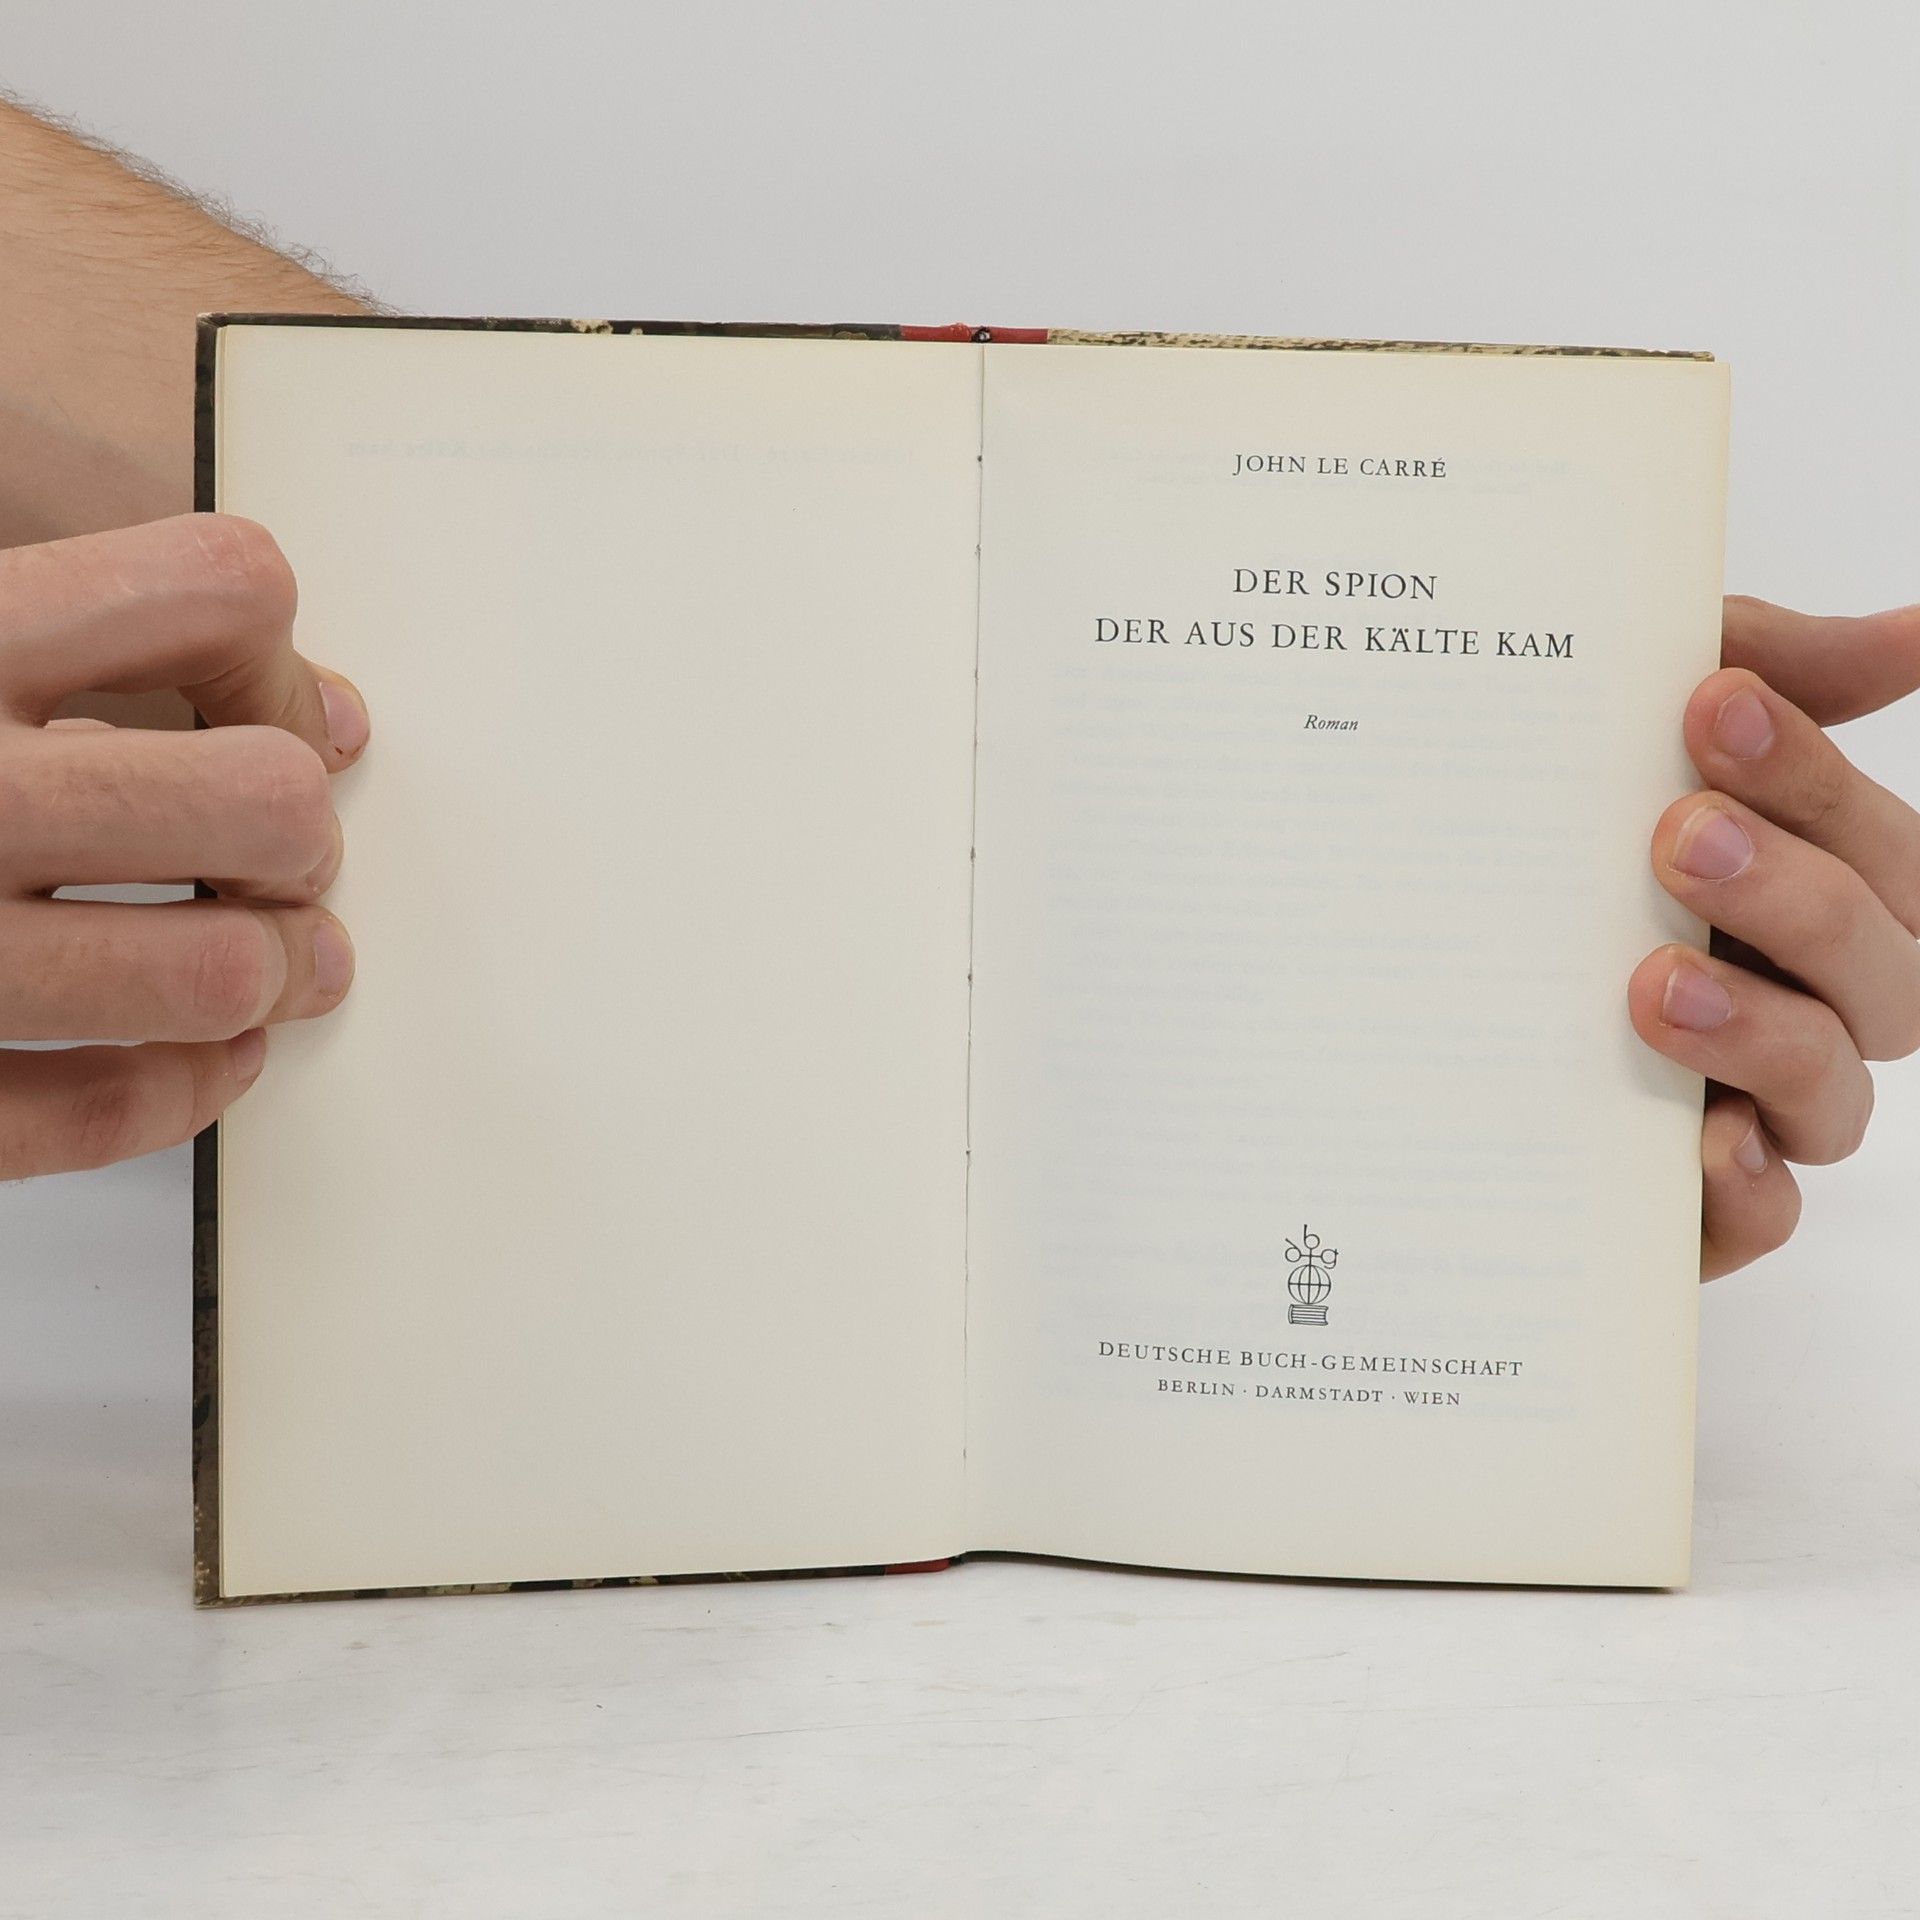 JOHN LE CARRÉ
DER SPION
DER AUS DER KÄLTE KAM
Roman
dbg
DEUTSCHE BUCH-GEMEINSCHAFT
BERLIN · DARMSTADT · WIEN